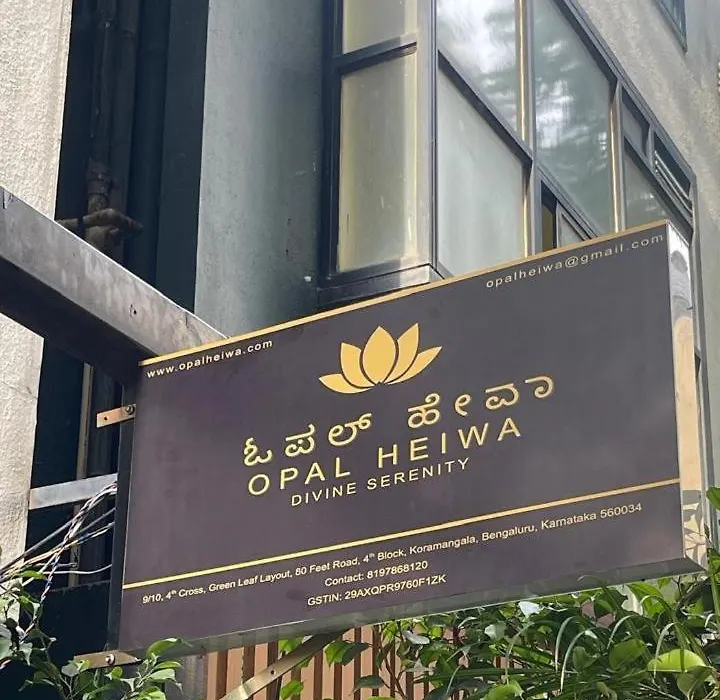 www.opalheiwa.com
opalheiwa@gmail.com
ಓಪಲ್ ಹೇವಾ
OPAL HEIWA
DIVINE SERENITY
9/10, 4th Cross, Green Leaf Layout, 80 Feet Road, 4th Block, Koramangala, Bengaluru, Karnataka 560034
Contact: 8197868120
GSTIN: 29AXQPR9760F1ZK